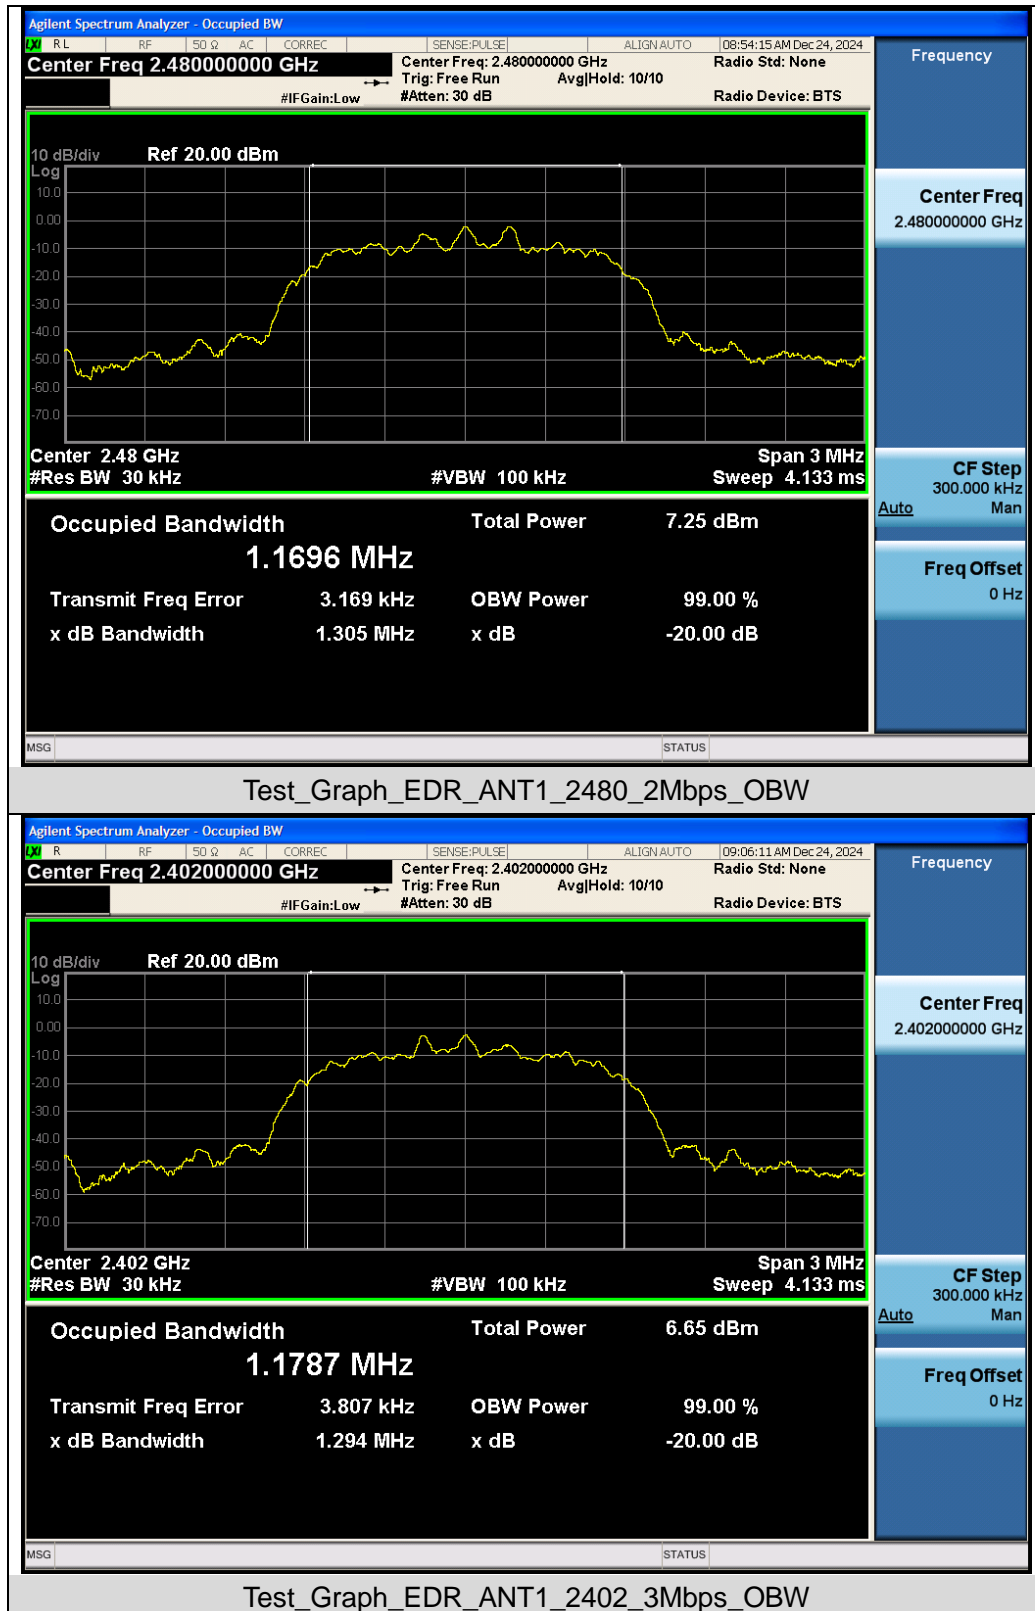 Agilent Spectrum Analyzer - Occupied BW
LXI RL RF 50 Ω AC CORREC SENSE:PULSE ALIGN AUTO 08:54:15 AM Dec 24, 2024
Center Freq 2.480000000 GHz Center Freq: 2.480000000 GHz Radio Std: None Frequency
Trig: Free Run Avg|Hold: 10/10
#IFGain:Low #Atten: 30 dB Radio Device: BTS
10 dB/div Ref 20.00 dBm
Log
10.0
0.00
-10.0
-20.0
-30.0
-40.0
-50.0
-60.0
-70.0
Center Freq
2.480000000 GHz
Center 2.48 GHz Span 3 MHz
#Res BW 30 kHz #VBW 100 kHz Sweep 4.133 ms
CF Step
300.000 kHz
Auto Man
Occupied Bandwidth Total Power 7.25 dBm
1.1696 MHz
Freq Offset
0 Hz
Transmit Freq Error 3.169 kHz OBW Power 99.00 %
x dB Bandwidth 1.305 MHz x dB -20.00 dB
MSG STATUS
Test_Graph_EDR_ANT1_2480_2Mbps_OBW
Agilent Spectrum Analyzer - Occupied BW
LXI R RF 50 Ω AC CORREC SENSE:PULSE ALIGN AUTO 09:06:11 AM Dec 24, 2024
Center Freq 2.402000000 GHz Center Freq: 2.402000000 GHz Radio Std: None Frequency
Trig: Free Run Avg|Hold: 10/10
#IFGain:Low #Atten: 30 dB Radio Device: BTS
10 dB/div Ref 20.00 dBm
Log
10.0
0.00
-10.0
-20.0
-30.0
-40.0
-50.0
-60.0
-70.0
Center Freq
2.402000000 GHz
Center 2.402 GHz Span 3 MHz
#Res BW 30 kHz #VBW 100 kHz Sweep 4.133 ms
CF Step
300.000 kHz
Auto Man
Occupied Bandwidth Total Power 6.65 dBm
1.1787 MHz
Freq Offset
0 Hz
Transmit Freq Error 3.807 kHz OBW Power 99.00 %
x dB Bandwidth 1.294 MHz x dB -20.00 dB
MSG STATUS
Test_Graph_EDR_ANT1_2402_3Mbps_OBW